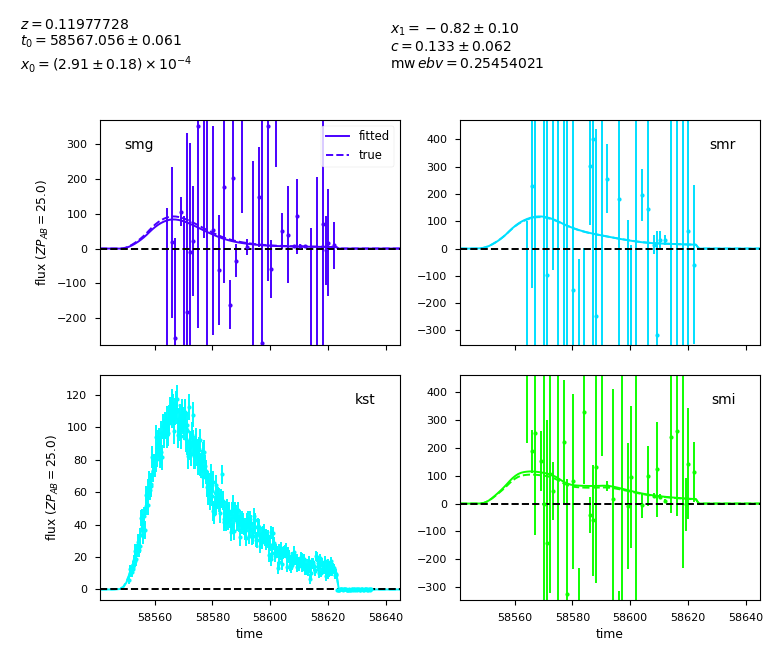 z = 0.11977728
t₀ = 58567.056 ± 0.061
x₀ = (2.91 ± 0.18) × 10⁻⁴
x₁ = −0.82 ± 0.10
c = 0.133 ± 0.062
mw ebv = 0.25454021
smg
fitted
true
300
200
100
0
−100
−200
flux (ZP_AB = 25.0)
smr
400
300
200
100
0
−100
−200
−300
kst
120
100
80
60
40
20
0
flux (ZP_AB = 25.0)
58560 58580 58600 58620 58640
time
smi
400
300
200
100
0
−100
−200
−300
58560 58580 58600 58620 58640
time